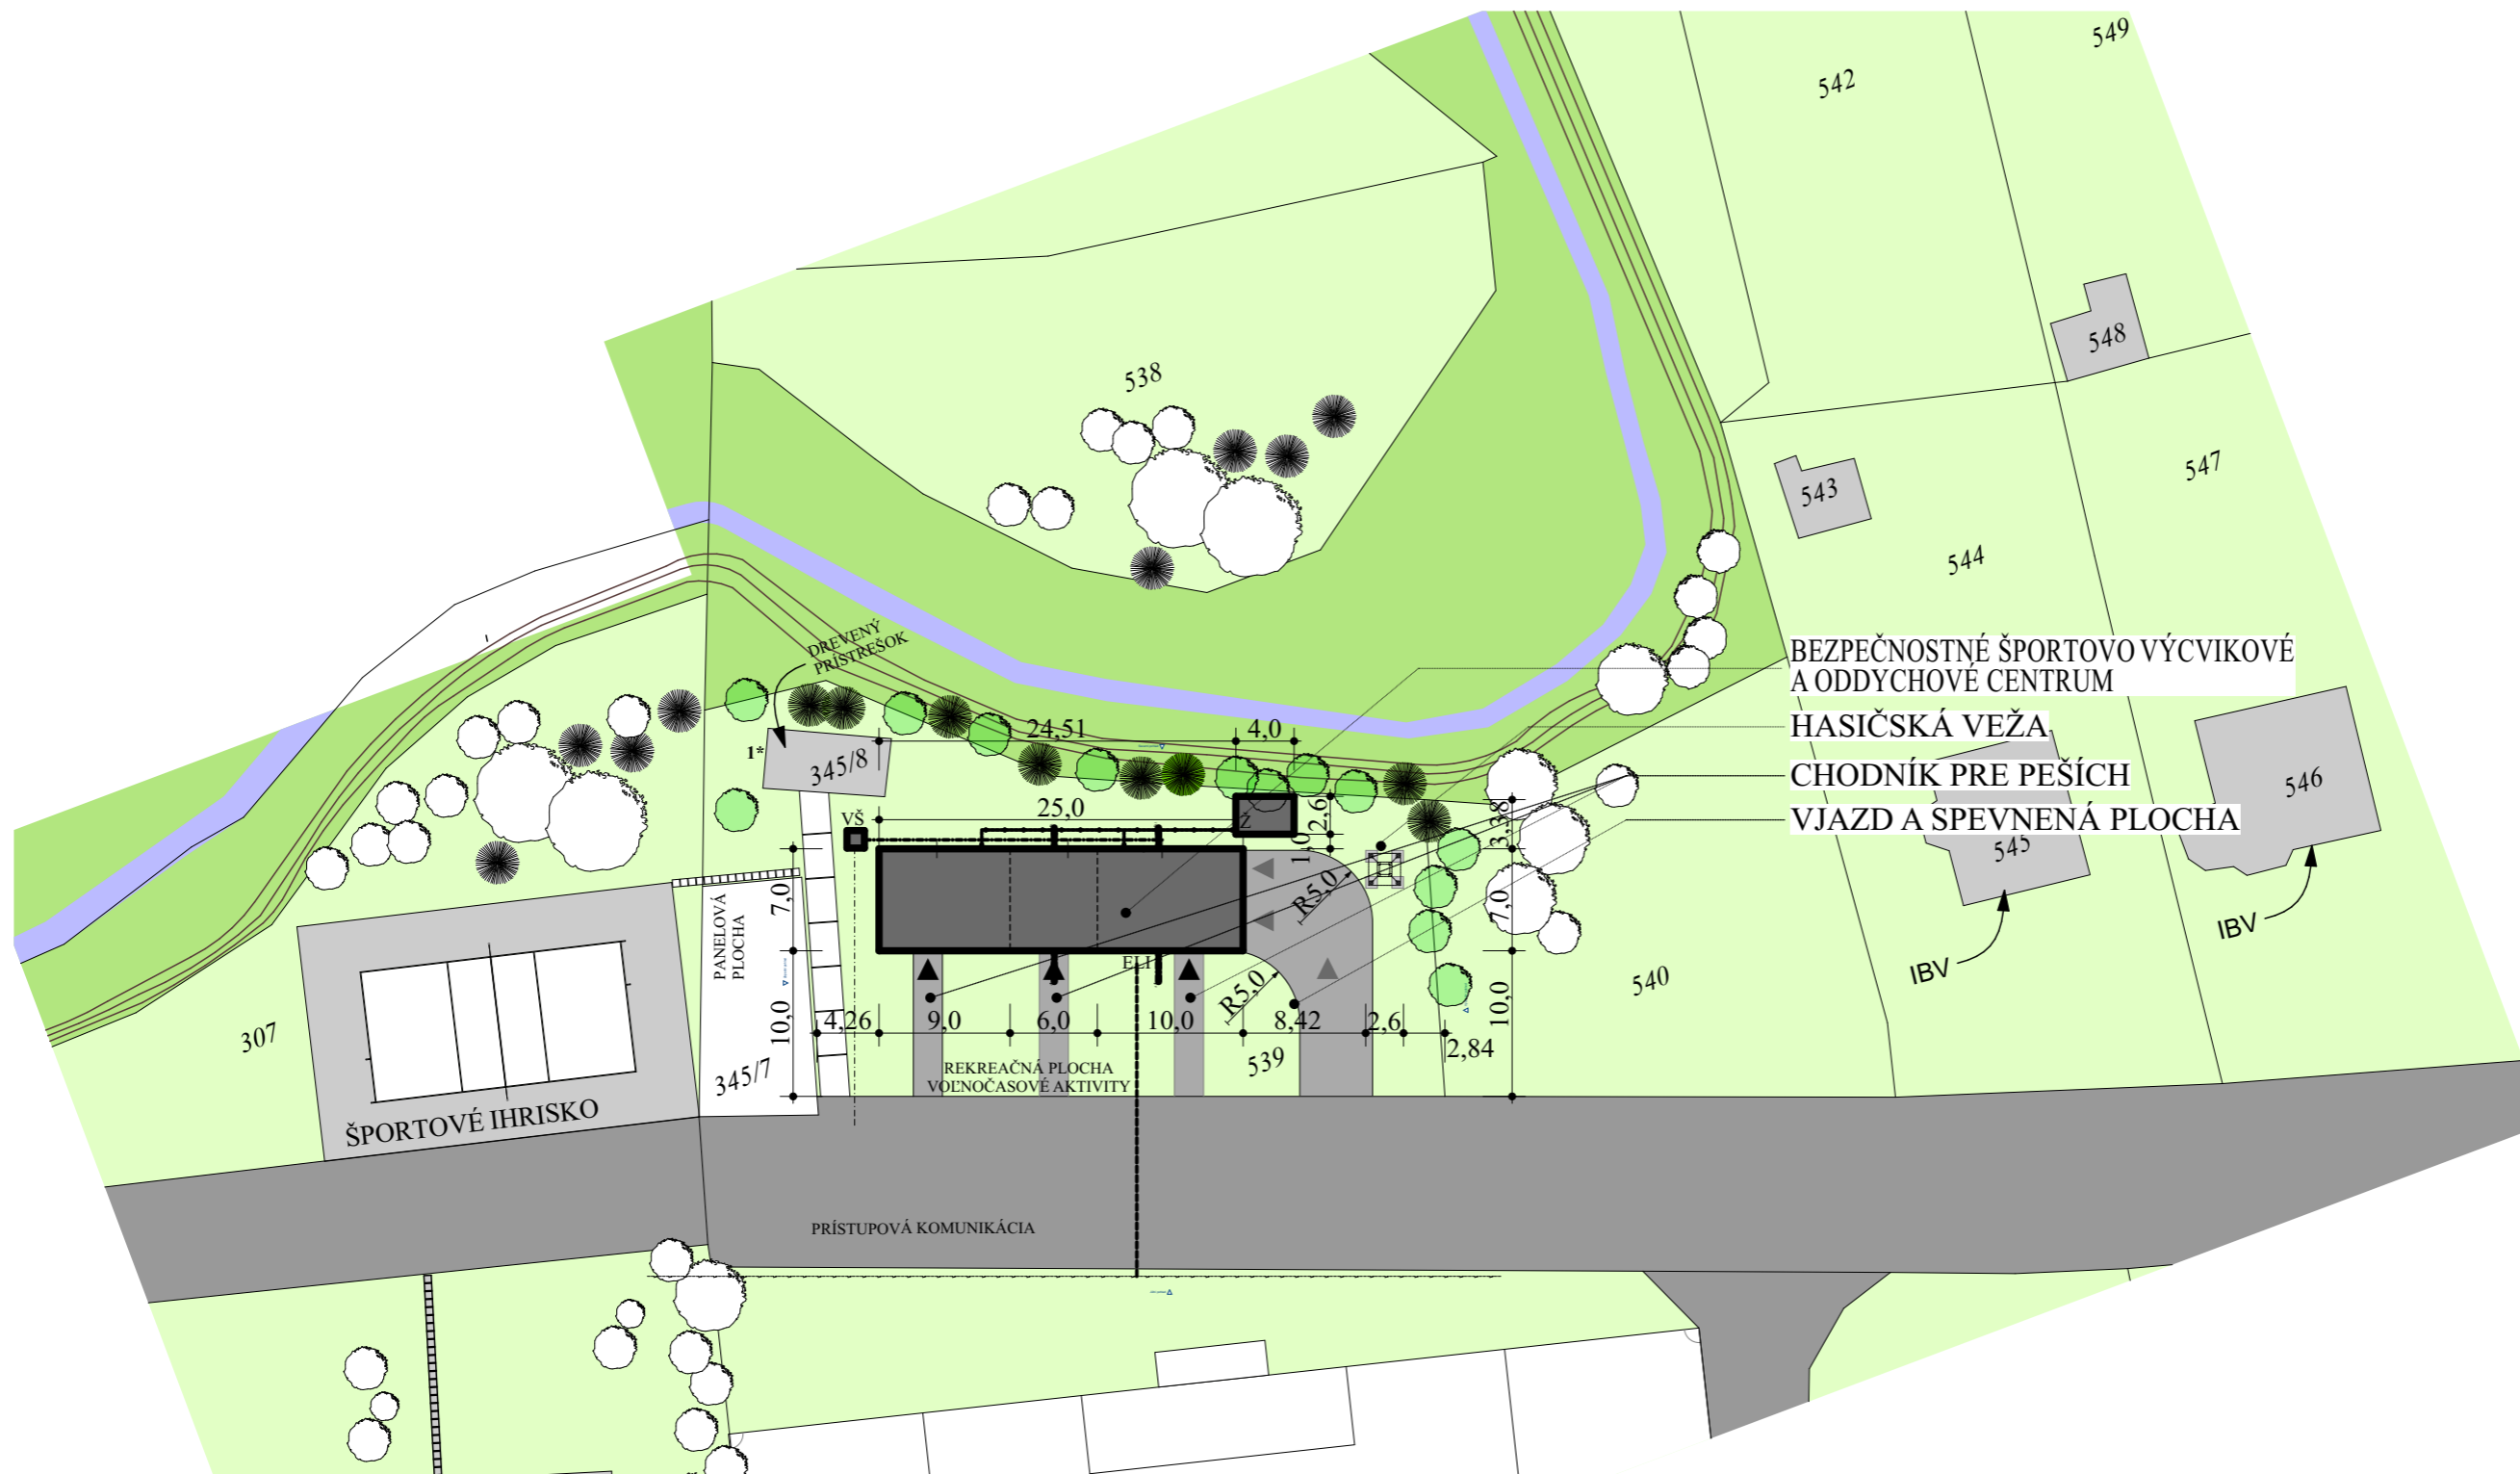 549
542
548
538
547
543
544
DREVENÝ
PRÍSTREŠOK
BEZPEČNOSTNÉ ŠPORTOVO VÝCVIKOVÉ
A ODDYCHOVÉ CENTRUM
HASIČSKÁ VEŽA
CHODNÍK PRE PEŠÍCH
VJAZD A SPEVNENÁ PLOCHA
24,51
4,0
1*
345/8
546
545
25,0
VŠ
Ž
2,6
1,0
3,38
7,0
R5,0
7,0
PANELOVÁ
PLOCHA
IBV
IBV
ELI
R5,0
540
10,0
10,0
4,26
9,0
6,0
10,0
8,42
2,6
2,84
307
345/7
539
REKREAČNÁ PLOCHA
VOĽNOČASOVÉ AKTIVITY
ŠPORTOVÉ IHRISKO
PRÍSTUPOVÁ KOMUNIKÁCIA